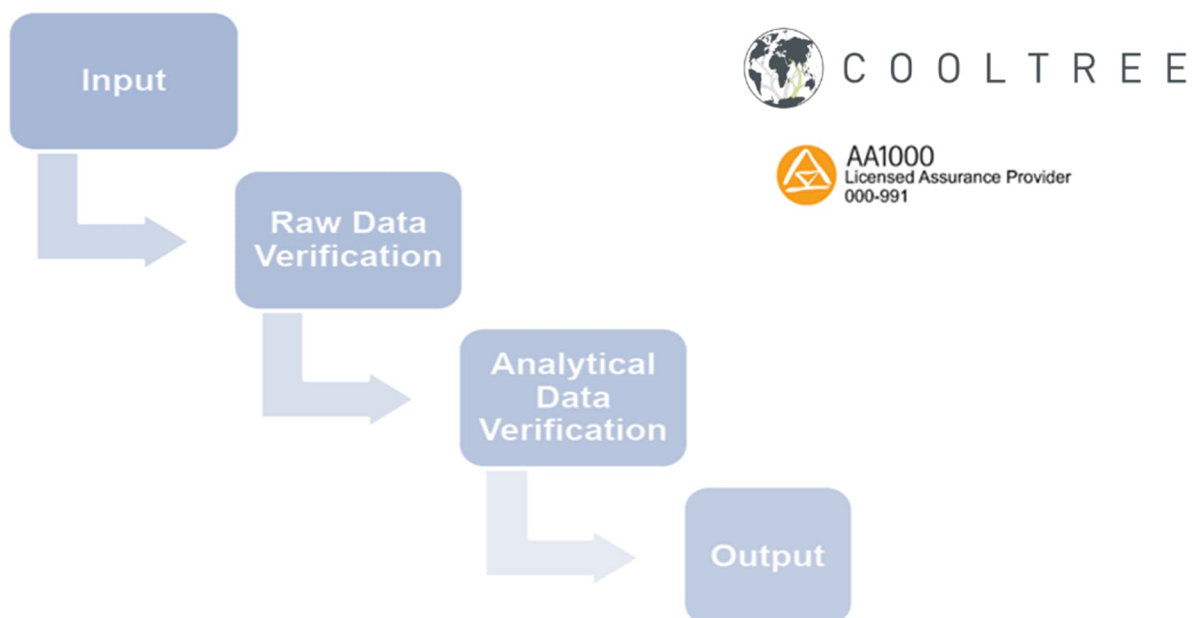 Input
COOLTREE
AA1000
Licensed Assurance Provider
000-991
Raw Data
Verification
Analytical
Data
Verification
Output